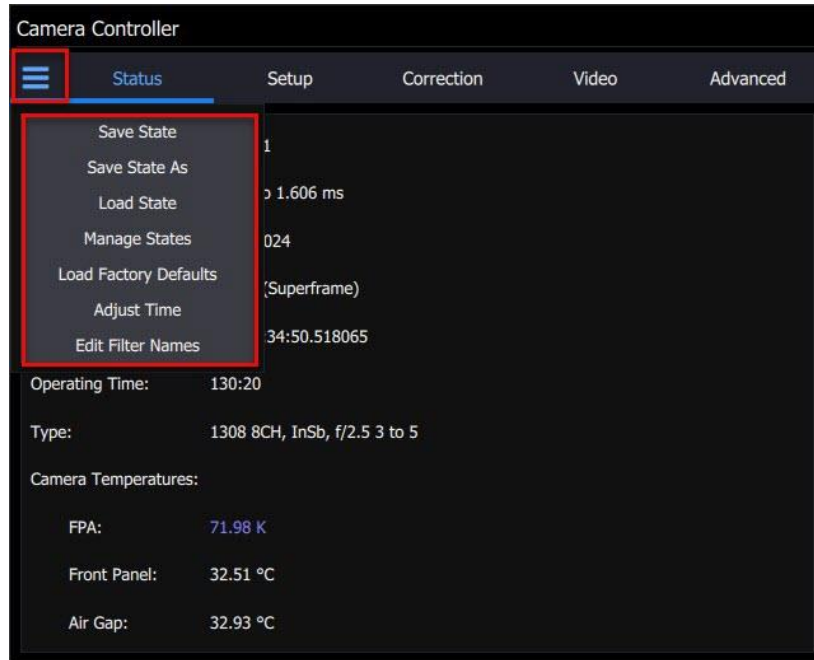 Camera Controller
Status Setup Correction Video Advanced
Save State
1
Save State As
1.606 ms
Load State
Manage States
024
Load Factory Defaults
(Superframe)
Adjust Time
:34:50.518065
Edit Filter Names
Operating Time: 130:20
Type: 1308 8CH, InSb, f/2.5 3 to 5
Camera Temperatures:
FPA: 71.98 K
Front Panel: 32.51 °C
Air Gap: 32.93 °C